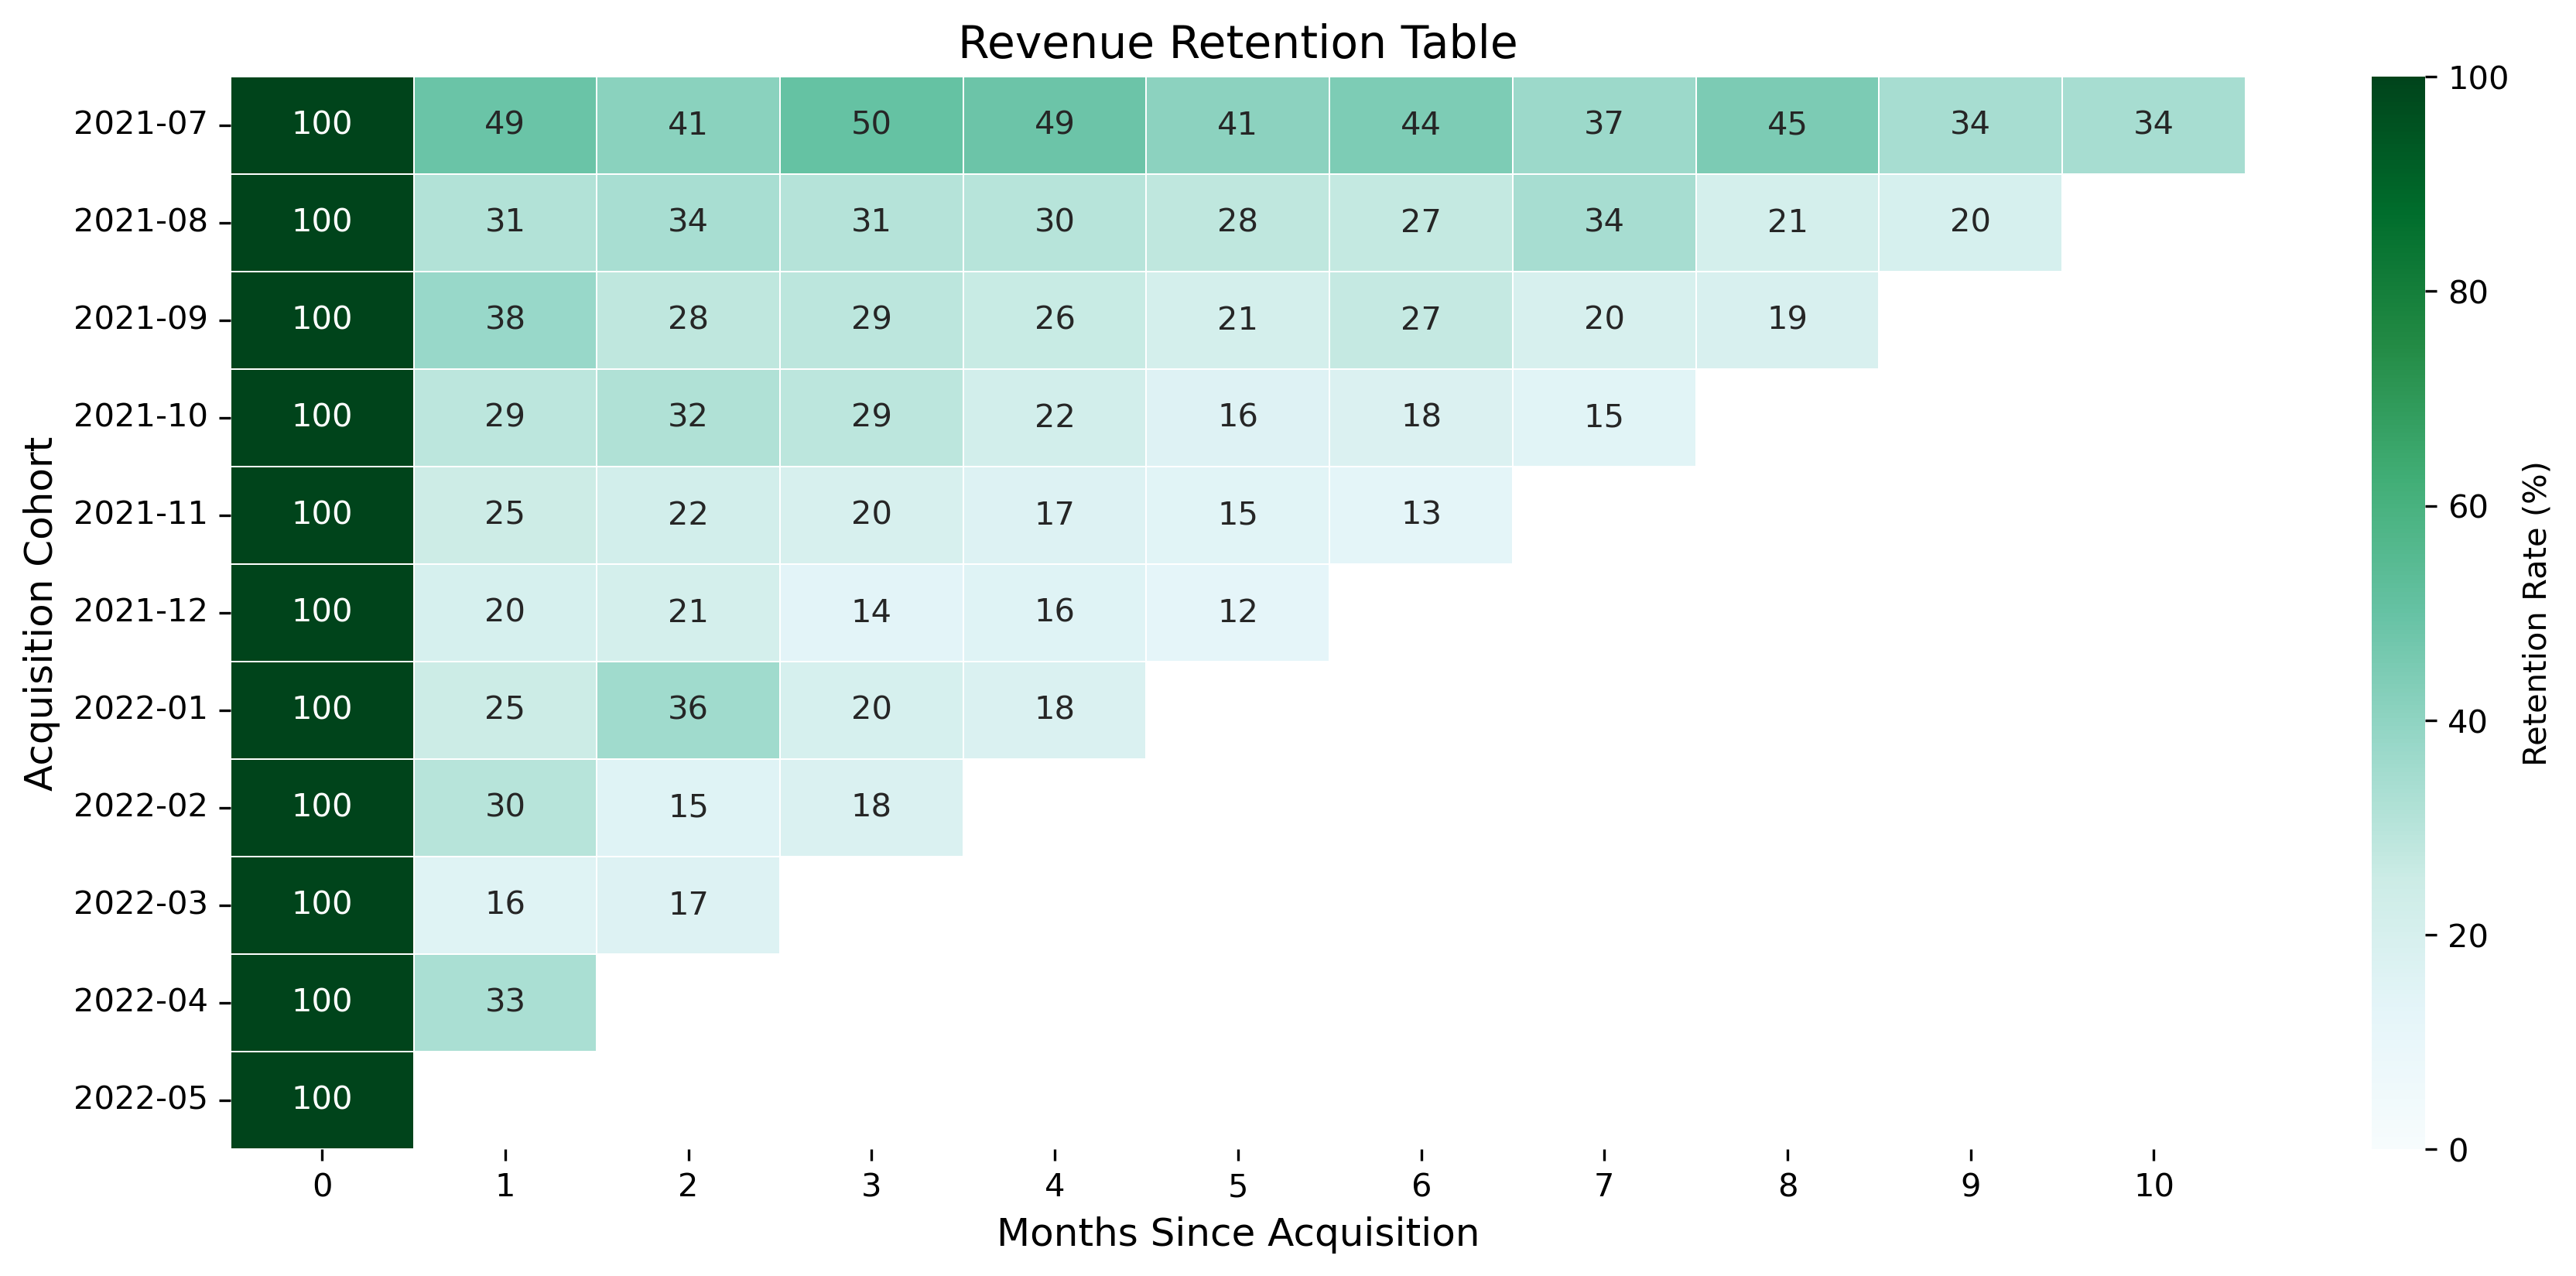 Revenue Retention Table
2021-07 100 49 41 50 49 41 44 37 45 34 34
2021-08 100 31 34 31 30 28 27 34 21 20
2021-09 100 38 28 29 26 21 27 20 19
2021-10 100 29 32 29 22 16 18 15
2021-11 100 25 22 20 17 15 13
2021-12 100 20 21 14 16 12
2022-01 100 25 36 20 18
2022-02 100 30 15 18
2022-03 100 16 17
2022-04 100 33
2022-05 100
0 1 2 3 4 5 6 7 8 9 10
Months Since Acquisition
Acquisition Cohort
100
80
60
40
20
0
Retention Rate (%)